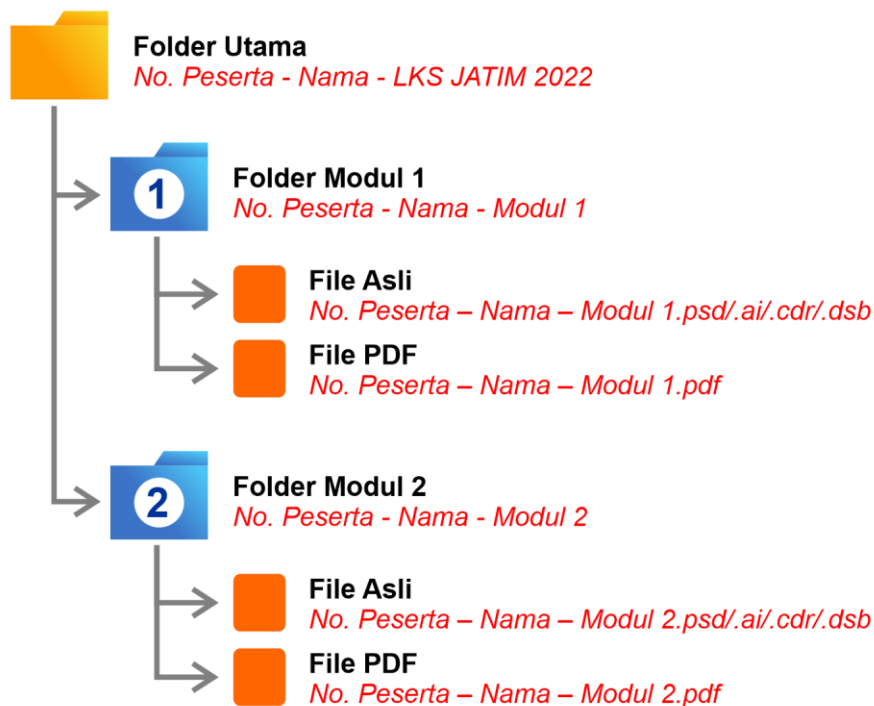 Folder Utama
No. Peserta - Nama - LKS JATIM 2022
1
Folder Modul 1
No. Peserta - Nama - Modul 1
File Asli
No. Peserta – Nama – Modul 1.psd/.ai/.cdr/.dsb
File PDF
No. Peserta – Nama – Modul 1.pdf
2
Folder Modul 2
No. Peserta - Nama - Modul 2
File Asli
No. Peserta – Nama – Modul 2.psd/.ai/.cdr/.dsb
File PDF
No. Peserta – Nama – Modul 2.pdf